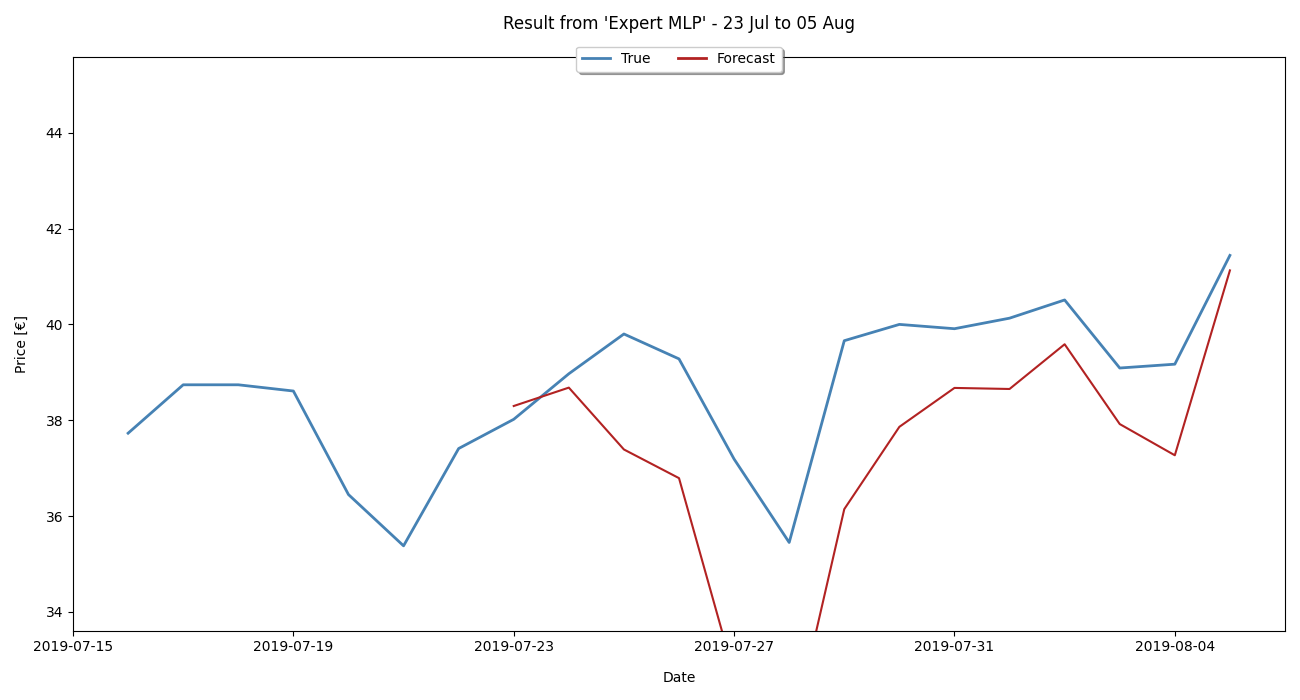 Result from 'Expert MLP' - 23 Jul to 05 Aug
True Forecast
44
42
40
38
36
34
Price [€]
2019-07-15 2019-07-19 2019-07-23 2019-07-27 2019-07-31 2019-08-04
Date